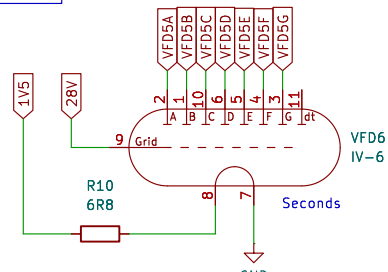 VFD5A VFD5B VFD5C VFD5D VFD5E VFD5F VFD5G
1V5 28V
2 1 10 6 5 4 3 11
A B C D E F G dt
9 Grid
VFD6
IV-6
R10
6R8
8 7
Seconds